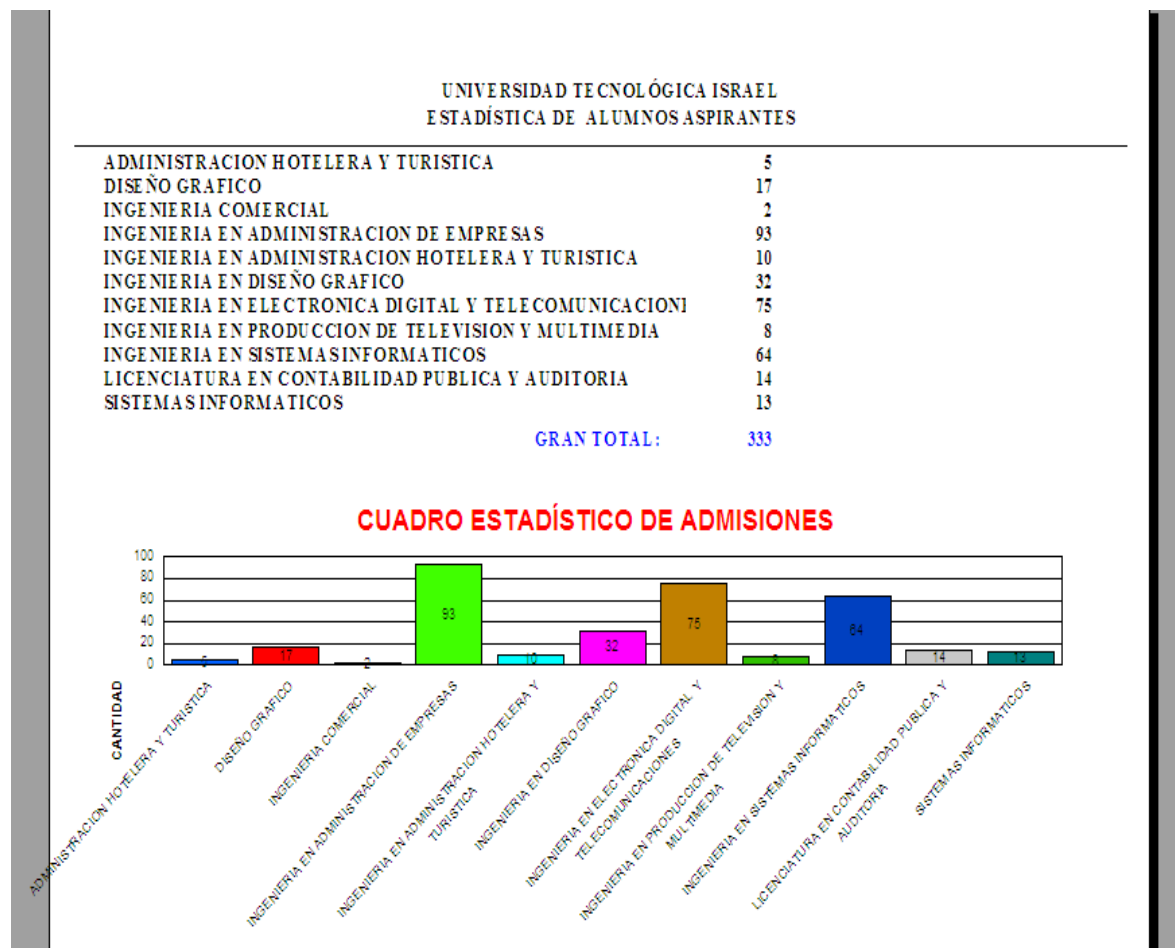 UNIVERSIDAD TECNOLÓGICA ISRAEL
ESTADÍSTICA DE ALUMNOS ASPIRANTES
ADMINISTRACION HOTELERA Y TURISTICA 5
DISEÑO GRAFICO 17
INGENIERIA COMERCIAL 2
INGENIERIA EN ADMINISTRACION DE EMPRESAS 93
INGENIERIA EN ADMINISTRACION HOTELERA Y TURISTICA 10
INGENIERIA EN DISEÑO GRAFICO 32
INGENIERIA EN ELECTRONICA DIGITAL Y TELECOMUNICACIONI 75
INGENIERIA EN PRODUCCION DE TELEVISION Y MULTIMEDIA 8
INGENIERIA EN SISTEMAS INFORMATICOS 64
LICENCIATURA EN CONTABILIDAD PUBLICA Y AUDITORIA 14
SISTEMAS INFORMATICOS 13
GRAN TOTAL: 333
CUADRO ESTADÍSTICO DE ADMISIONES
100
80
60
40
20
0
5
17
2
93
10
32
75
8
64
14
13
CANTIDAD
ADMINISTRACION HOTELERA Y TURISTICA
DISEÑO GRAFICO
INGENIERIA COMERCIAL
INGENIERIA EN ADMINISTRACION DE EMPRESAS
INGENIERIA EN ADMINISTRACION HOTELERA Y
TURISTICA
INGENIERIA EN DISEÑO GRAFICO
INGENIERIA EN ELECTRONICA DIGITAL Y
TELECOMUNICACIONES
INGENIERIA EN PRODUCCION DE TELEVISION Y
MULTIMEDIA
INGENIERIA EN SISTEMAS INFORMATICOS
LICENCIATURA EN CONTABILIDAD PUBLICA Y
AUDITORIA
SISTEMAS INFORMATICOS